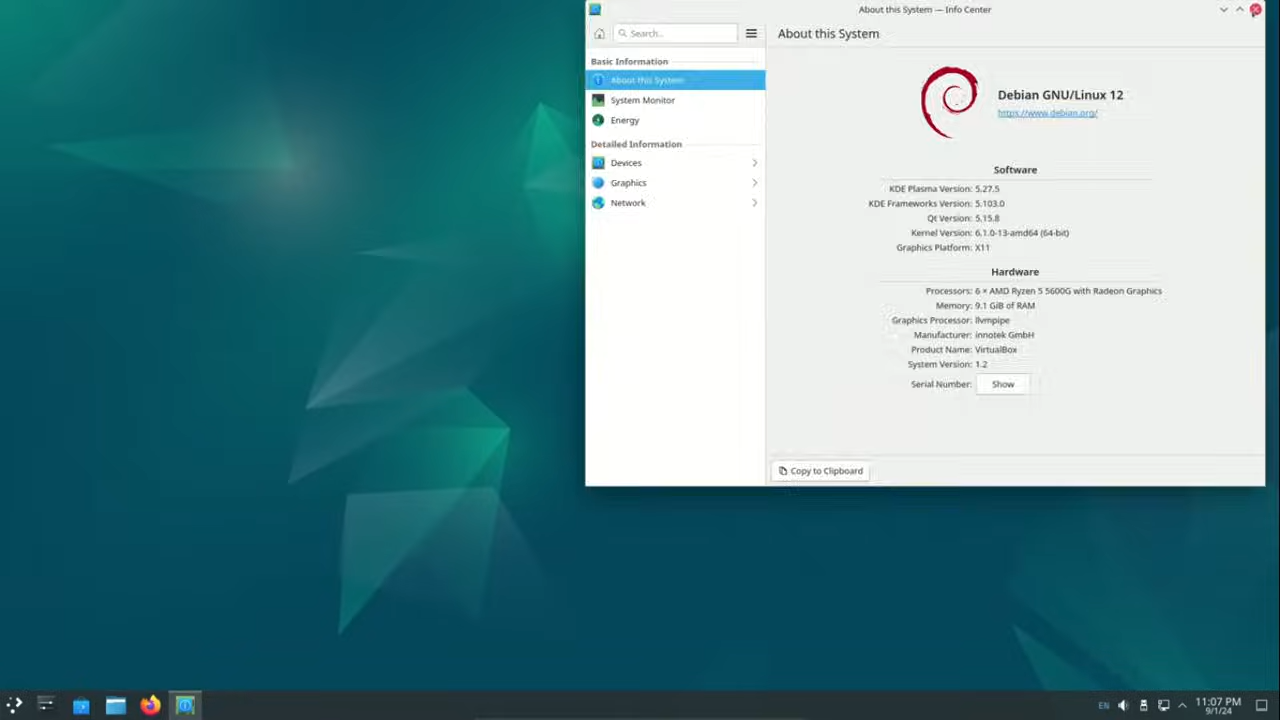 About this System — Info Center
Search...
About this System
Basic Information
About this System
System Monitor
Energy
Detailed Information
Devices
Graphics
Network
Debian GNU/Linux 12
https://www.debian.org/
Software
KDE Plasma Version: 5.27.5
KDE Frameworks Version: 5.103.0
Qt Version: 5.15.8
Kernel Version: 6.1.0-13-amd64 (64-bit)
Graphics Platform: X11
Hardware
Processors: 6 × AMD Ryzen 5 5600G with Radeon Graphics
Memory: 9.1 GiB of RAM
Graphics Processor: llvmpipe
Manufacturer: innotek GmbH
Product Name: VirtualBox
System Version: 1.2
Serial Number: Show
Copy to Clipboard
EN
11:07 PM
9/1/24